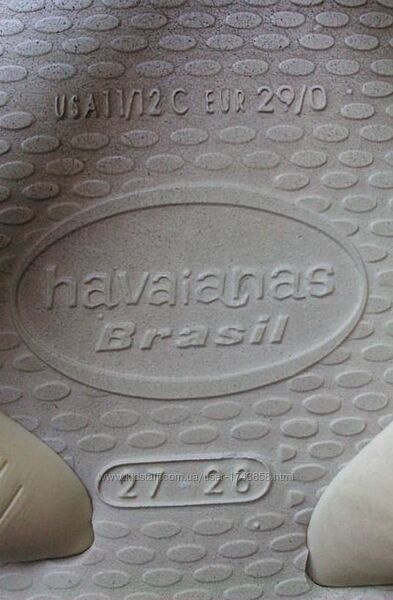 USA 11/12 C EUR 29/0
havaianas
Brasil
27 28